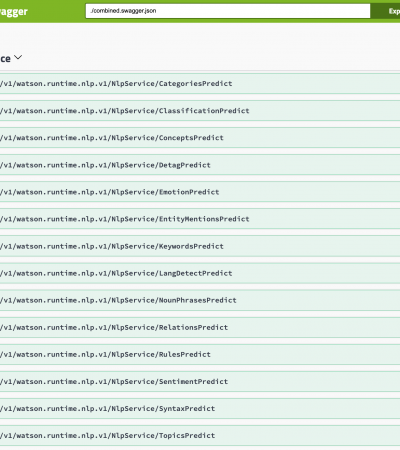 wagger
./combined.swagger.json
Exp
ce
/v1/watson.runtime.nlp.v1/NlpService/CategoriesPredict
/v1/watson.runtime.nlp.v1/NlpService/ClassificationPredict
/v1/watson.runtime.nlp.v1/NlpService/ConceptsPredict
/v1/watson.runtime.nlp.v1/NlpService/DetagPredict
/v1/watson.runtime.nlp.v1/NlpService/EmotionPredict
/v1/watson.runtime.nlp.v1/NlpService/EntityMentionsPredict
/v1/watson.runtime.nlp.v1/NlpService/KeywordsPredict
/v1/watson.runtime.nlp.v1/NlpService/LangDetectPredict
/v1/watson.runtime.nlp.v1/NlpService/NounPhrasesPredict
/v1/watson.runtime.nlp.v1/NlpService/RelationsPredict
/v1/watson.runtime.nlp.v1/NlpService/RulesPredict
/v1/watson.runtime.nlp.v1/NlpService/SentimentPredict
/v1/watson.runtime.nlp.v1/NlpService/SyntaxPredict
/v1/watson.runtime.nlp.v1/NlpService/TopicsPredict